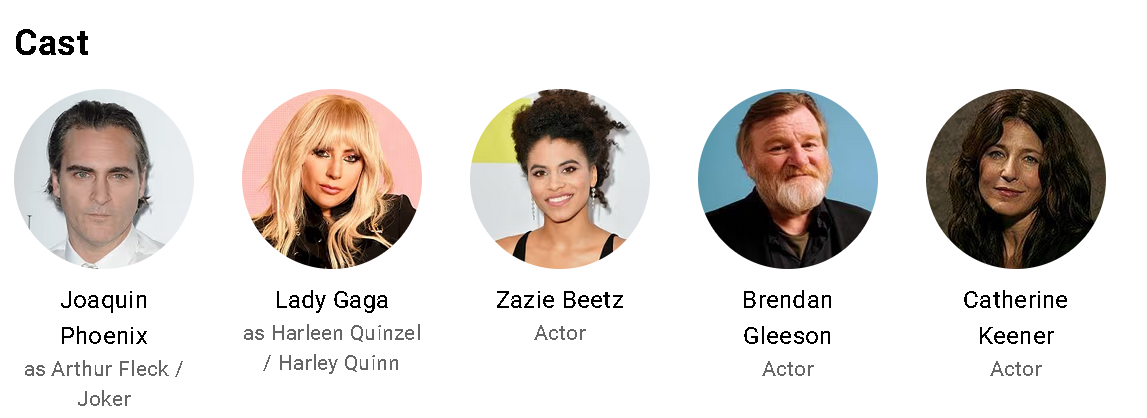 Cast
Joaquin
Phoenix
as Arthur Fleck /
Joker
Lady Gaga
as Harleen Quinzel
/ Harley Quinn
Zazie Beetz
Actor
Brendan
Gleeson
Actor
Catherine
Keener
Actor